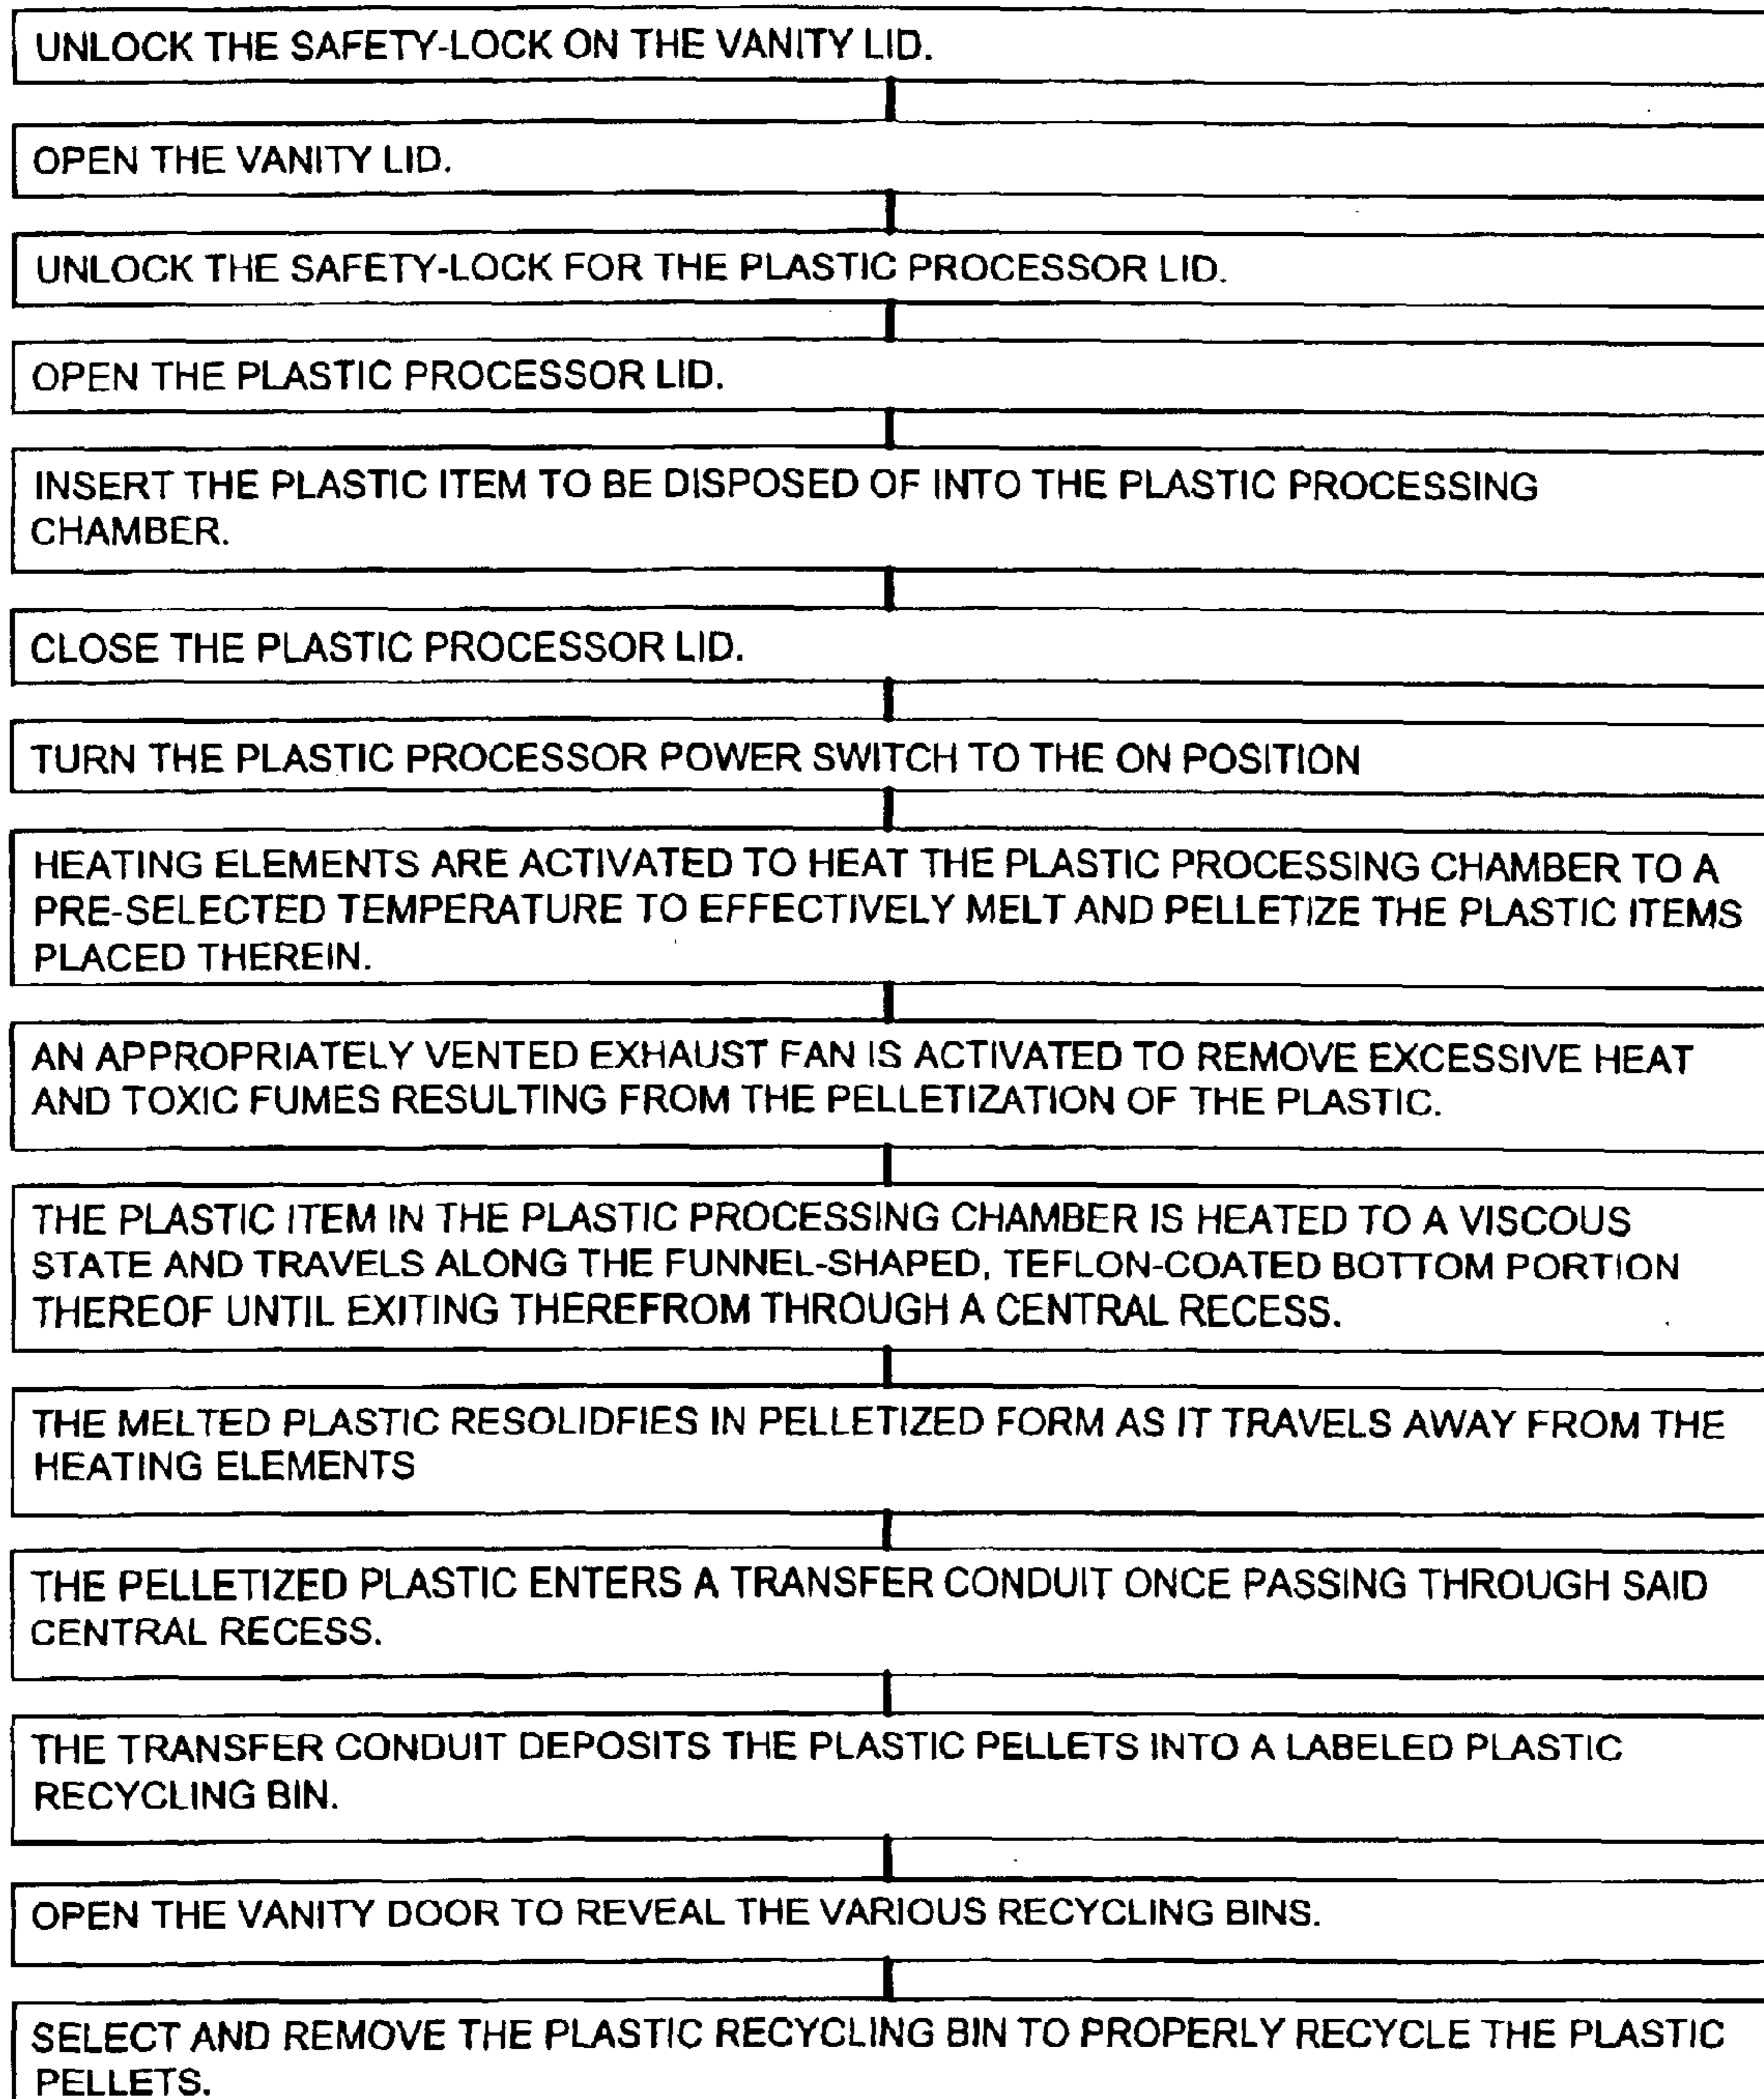 UNLOCK THE SAFETY-LOCK ON THE VANITY LID.
OPEN THE VANITY LID.
UNLOCK THE SAFETY-LOCK FOR THE PLASTIC PROCESSOR LID.
OPEN THE PLASTIC PROCESSOR LID.
INSERT THE PLASTIC ITEM TO BE DISPOSED OF INTO THE PLASTIC PROCESSING
CHAMBER.
CLOSE THE PLASTIC PROCESSOR LID.
TURN THE PLASTIC PROCESSOR POWER SWITCH TO THE ON POSITION
HEATING ELEMENTS ARE ACTIVATED TO HEAT THE PLASTIC PROCESSING CHAMBER TO A
PRE-SELECTED TEMPERATURE TO EFFECTIVELY MELT AND PELLETIZE THE PLASTIC ITEMS
PLACED THEREIN.
AN APPROPRIATELY VENTED EXHAUST FAN IS ACTIVATED TO REMOVE EXCESSIVE HEAT
AND TOXIC FUMES RESULTING FROM THE PELLETIZATION OF THE PLASTIC.
THE PLASTIC ITEM IN THE PLASTIC PROCESSING CHAMBER IS HEATED TO A VISCOUS
STATE AND TRAVELS ALONG THE FUNNEL-SHAPED, TEFLON-COATED BOTTOM PORTION
THEREOF UNTIL EXITING THEREFROM THROUGH A CENTRAL RECESS.
THE MELTED PLASTIC RESOLIDFIES IN PELLETIZED FORM AS IT TRAVELS AWAY FROM THE
HEATING ELEMENTS
THE PELLETIZED PLASTIC ENTERS A TRANSFER CONDUIT ONCE PASSING THROUGH SAID
CENTRAL RECESS.
THE TRANSFER CONDUIT DEPOSITS THE PLASTIC PELLETS INTO A LABELED PLASTIC
RECYCLING BIN.
OPEN THE VANITY DOOR TO REVEAL THE VARIOUS RECYCLING BINS.
SELECT AND REMOVE THE PLASTIC RECYCLING BIN TO PROPERLY RECYCLE THE PLASTIC
PELLETS.